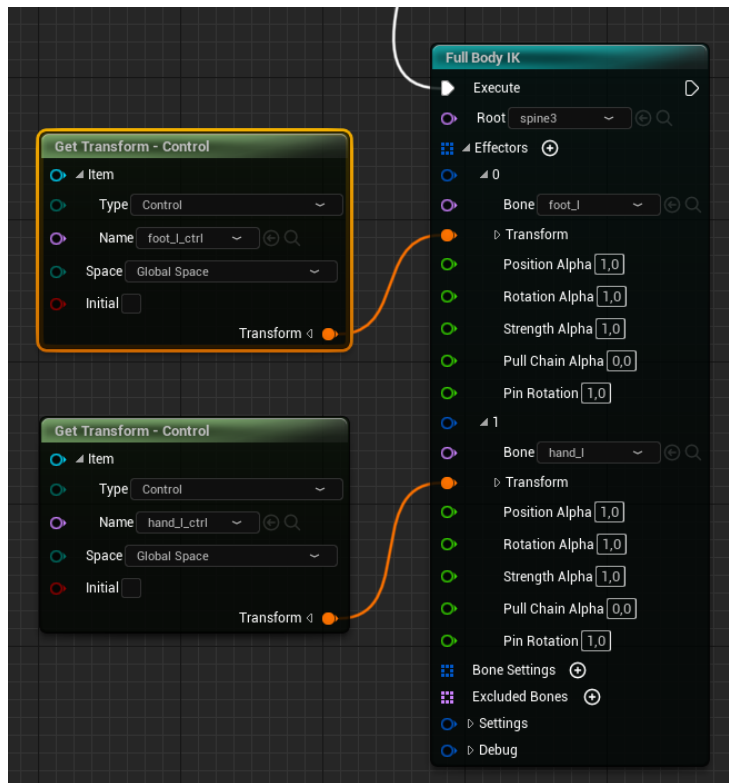 Get Transform - Control
Item
Type Control
Name foot_l_ctrl
Space Global Space
Initial
Transform
Get Transform - Control
Item
Type Control
Name hand_l_ctrl
Space Global Space
Initial
Transform
Full Body IK
Execute
Root spine3
Effectors
0
Bone foot_l
Transform
Position Alpha 1,0
Rotation Alpha 1,0
Strength Alpha 1,0
Pull Chain Alpha 0,0
Pin Rotation 1,0
1
Bone hand_l
Transform
Position Alpha 1,0
Rotation Alpha 1,0
Strength Alpha 1,0
Pull Chain Alpha 0,0
Pin Rotation 1,0
Bone Settings
Excluded Bones
Settings
Debug